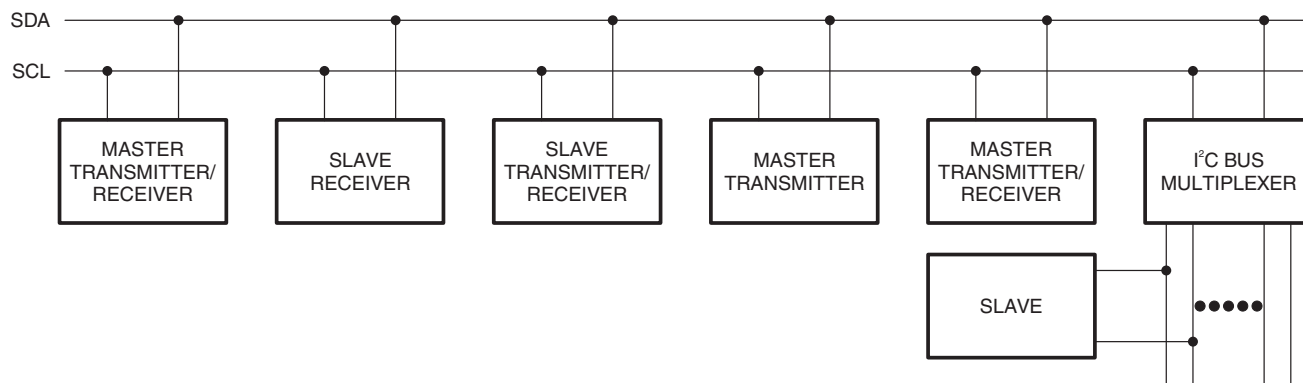 SDA
SCL
MASTER
TRANSMITTER/
RECEIVER
SLAVE
RECEIVER
SLAVE
TRANSMITTER/
RECEIVER
MASTER
TRANSMITTER
MASTER
TRANSMITTER/
RECEIVER
I²C BUS
MULTIPLEXER
SLAVE